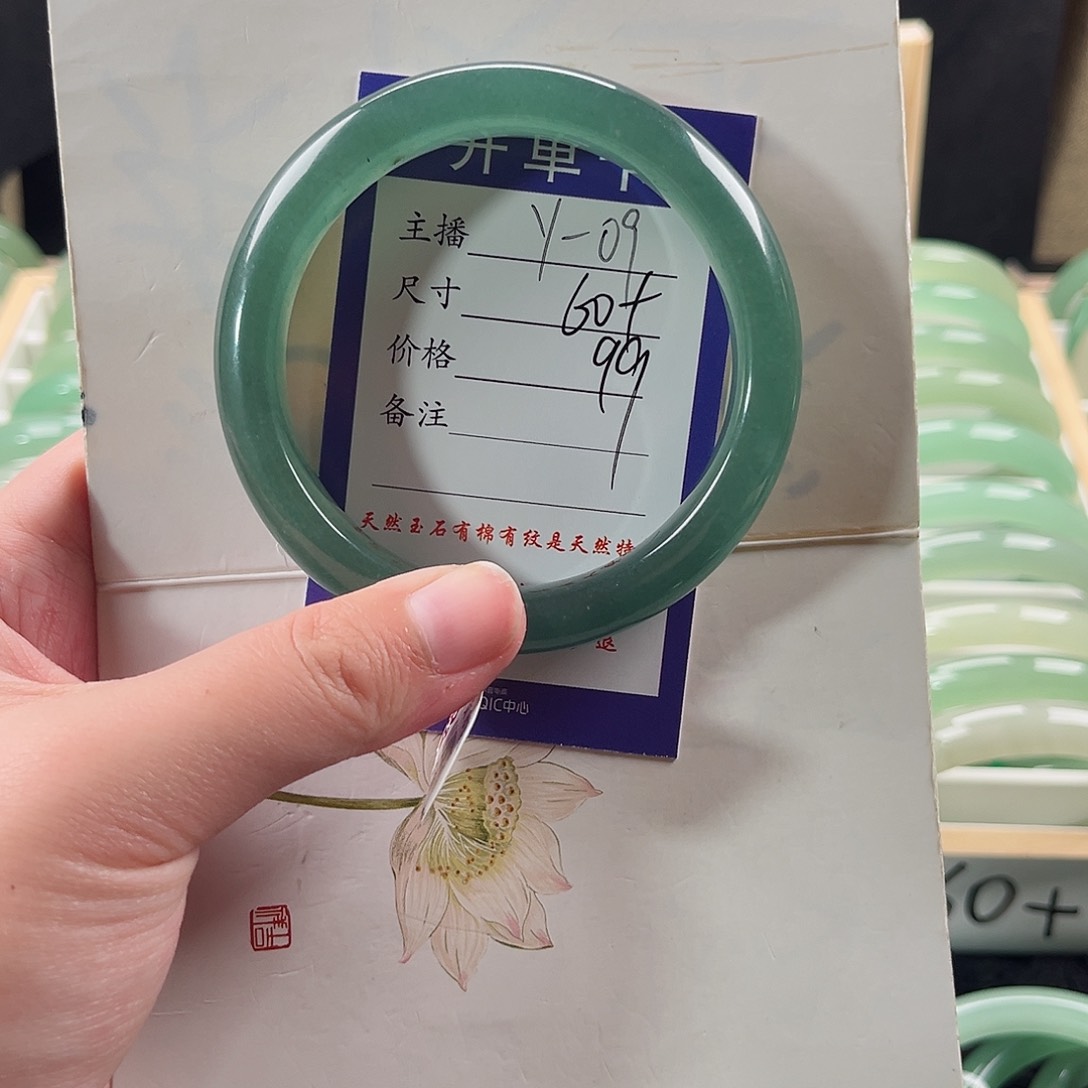 开单卡
主播 Y-09
尺寸 60+
价格 99
备注
天然玉石有棉有纹是天然特
退
QIC中心
60+